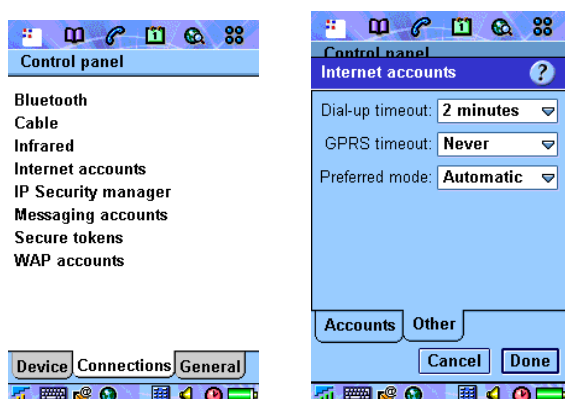 Control panel
Bluetooth
Cable
Infrared
Internet accounts
IP Security manager
Messaging accounts
Secure tokens
WAP accounts
Device Connections General
1
Control panel
Internet accounts ?
Dial-up timeout: 2 minutes
GPRS timeout: Never
Preferred mode: Automatic
Accounts Other
Cancel Done